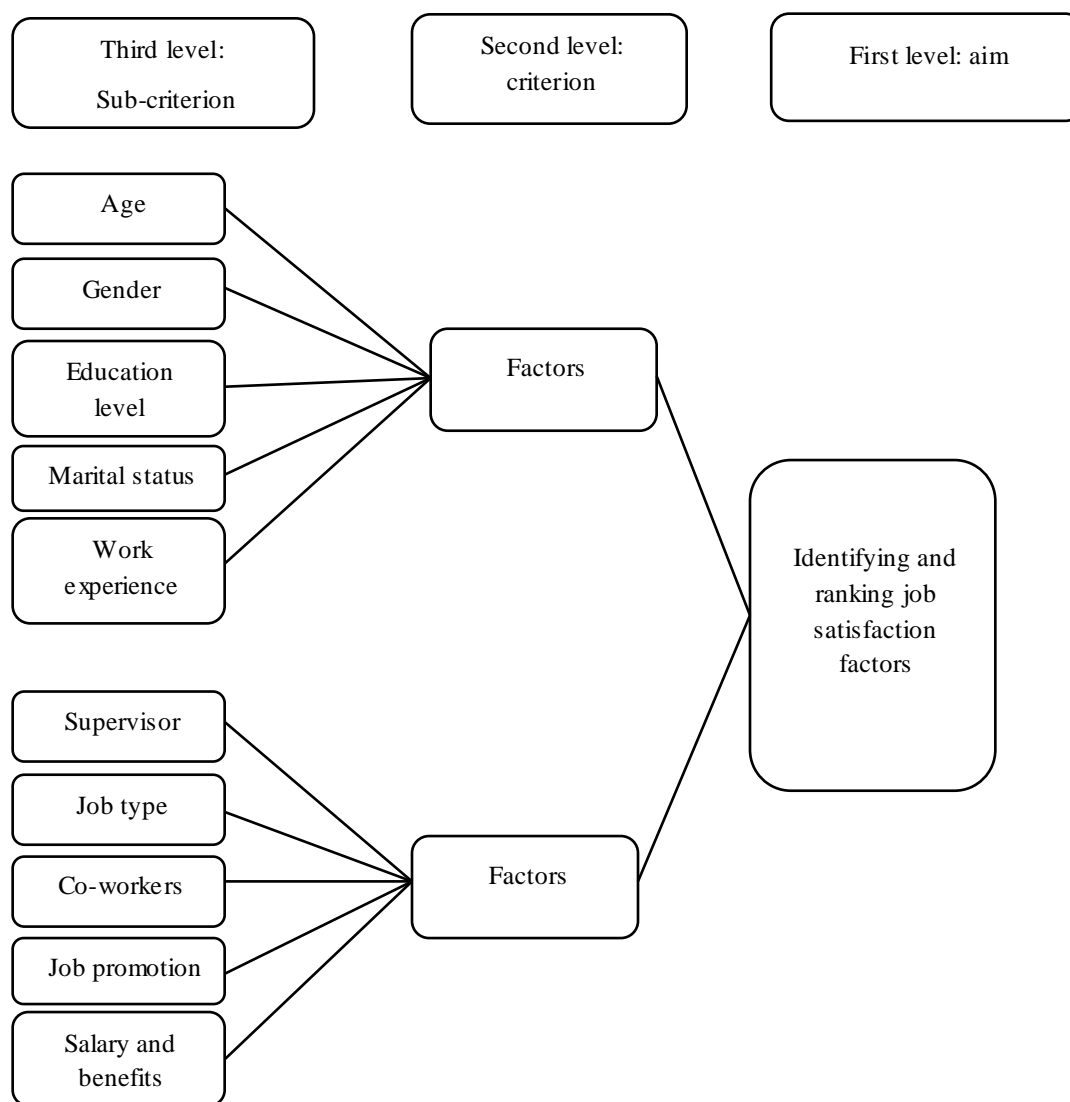 Third level:
Sub-criterion
Second level:
criterion
First level: aim
Age
Gender
Education
level
Marital status
Work
experience
Factors
Identifying and
ranking job
satisfaction
factors
Supervisor
Job type
Co-workers
Job promotion
Salary and
benefits
Factors